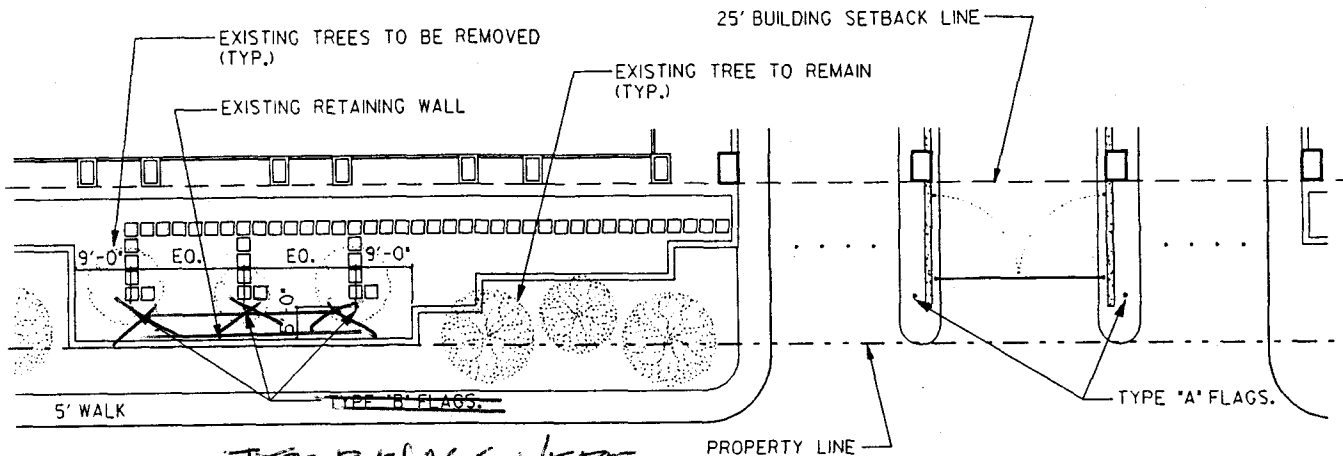 25' BUILDING SETBACK LINE
EXISTING TREES TO BE REMOVED
(TYP.)
EXISTING TREE TO REMAIN
(TYP.)
EXISTING RETAINING WALL
9'-0" EQ. EQ. 9'-0"
TYPE "B" FLAGS.
TYPE "A" FLAGS.
5' WALK
PROPERTY LINE